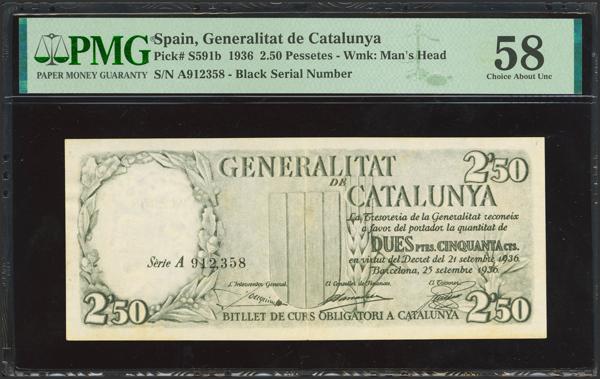 PMG
PAPER MONEY GUARANTY
Spain, Generalitat de Catalunya
Pick# S591b 1936 2.50 Pessetes - Wmk: Man's Head
S/N A912358 - Black Serial Number
58
Choice About Unc
GENERALITAT
DE
CATALUNYA
2'50
La Tresoreria de la Generalitat reconeix
a favor del portador la quantitat de
DUES PTES. CINQUANTA CTS.
en virtut del Decret del 21 setembre 1936
Barcelona, 25 setembre 1936
Sèrie A 912,358
L'Interventor General. El Conseller de Finances. El Tresorer
2'50
BITLLET DE CURS OBLIGATORI A CATALUNYA
2'50